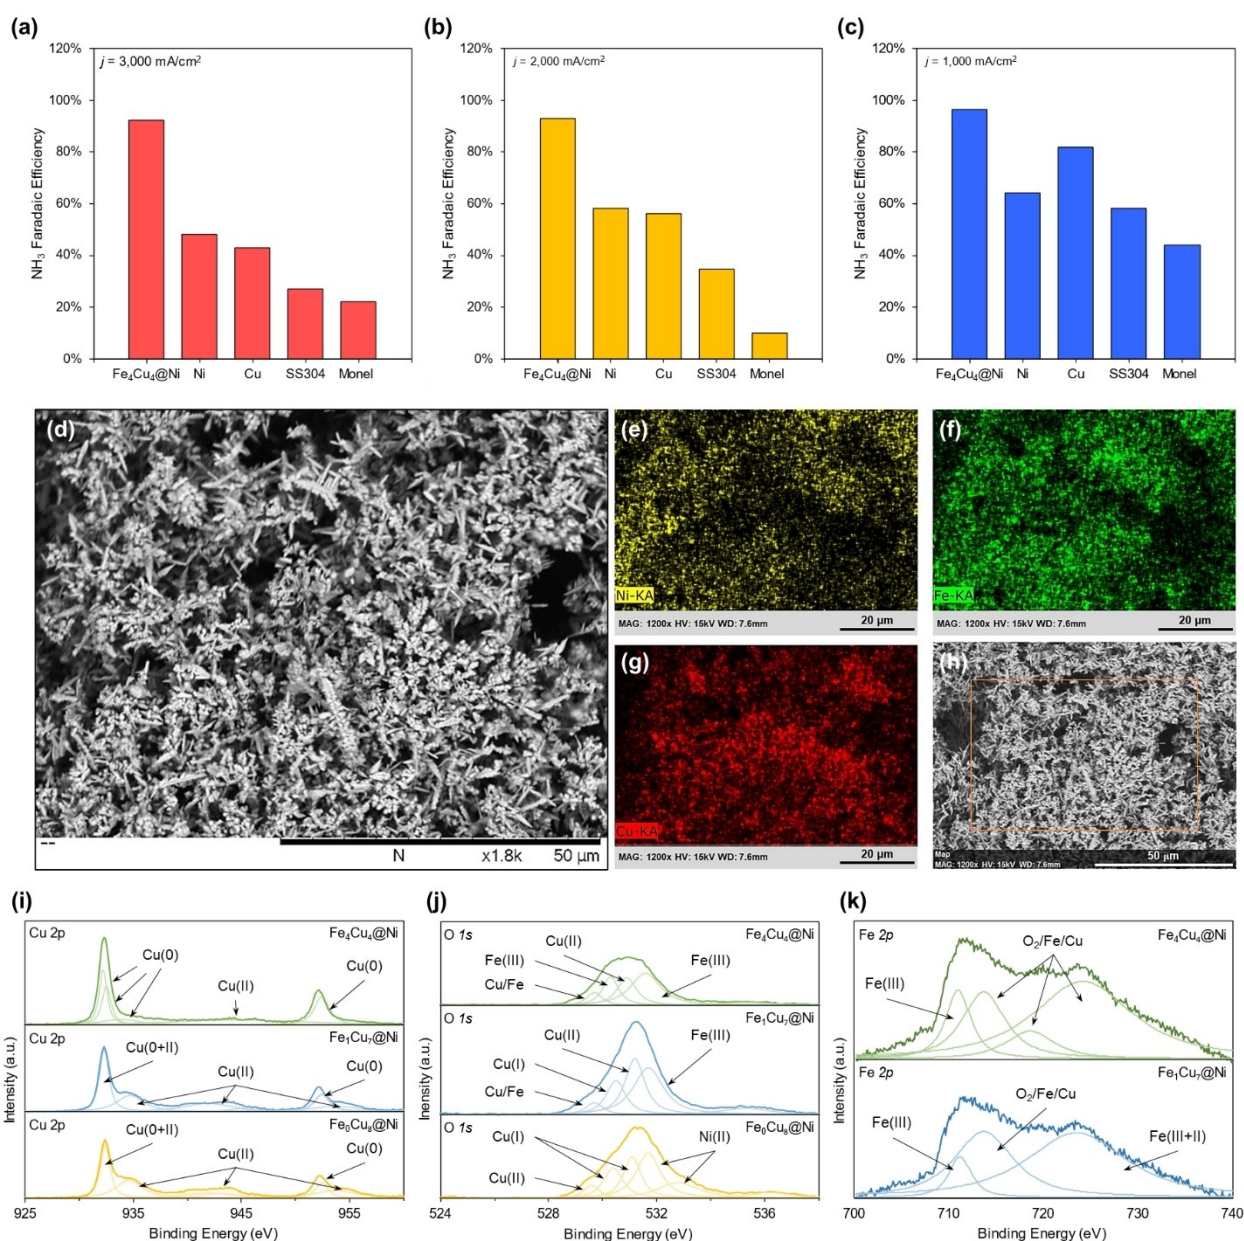 (a)
120%
100%
80%
60%
40%
20%
0%
NH₃ Faradaic Efficiency
j = 3,000 mA/cm²
Fe₄Cu₄@Ni Ni Cu SS304 Monel
(b)
120%
100%
80%
60%
40%
20%
0%
NH₃ Faradaic Efficiency
j = 2,000 mA/cm²
Fe₄Cu₄@Ni Ni Cu SS304 Monel
(c)
120%
100%
80%
60%
40%
20%
0%
NH₃ Faradaic Efficiency
j = 1,000 mA/cm²
Fe₄Cu₄@Ni Ni Cu SS304 Monel
(d)
-- N x1.8k 50 µm
(e)
Ni-KA
MAG: 1200x HV: 15kV WD: 7.6mm 20 µm
(f)
Fe-KA
MAG: 1200x HV: 15kV WD: 7.6mm 20 µm
(g)
Cu-KA
MAG: 1200x HV: 15kV WD: 7.6mm 20 µm
(h)
Map
MAG: 1200x HV: 15kV WD: 7.6mm 50 µm
(i)
Cu 2p Fe₄Cu₄@Ni
Cu(0)
Cu(II)
Cu(0)
Cu 2p Fe₁Cu₇@Ni
Cu(0+II)
Cu(II)
Cu(0)
Cu 2p Fe₀Cu₈@Ni
Cu(0+II)
Cu(II)
Cu(0)
Intensity (a.u.)
925 935 945 955
Binding Energy (eV)
(j)
O 1s Fe₄Cu₄@Ni
Cu(II)
Fe(III)
Fe(III)
Cu/Fe
O 1s Fe₁Cu₇@Ni
Cu(II)
Fe(III)
Cu(I)
Cu/Fe
O 1s Fe₀Cu₈@Ni
Cu(I)
Ni(II)
Cu(II)
Inensity (a.u.)
524 528 532 536
Binding Energy (eV)
(k)
Fe 2p Fe₄Cu₄@Ni
O₂/Fe/Cu
Fe(III)
Fe 2p Fe₁Cu₇@Ni
O₂/Fe/Cu
Fe(III)
Fe(III+II)
Intensity (a.u.)
700 710 720 730 740
Binding Energy (eV)